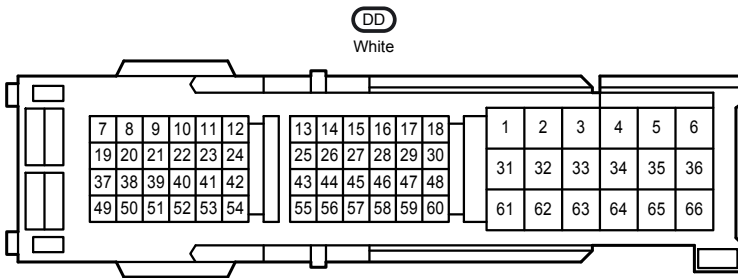 DD
White
7 8 9 10 11 12 13 14 15 16 17 18 1 2 3 4 5 6
19 20 21 22 23 24 25 26 27 28 29 30 31 32 33 34 35 36
37 38 39 40 41 42 43 44 45 46 47 48
49 50 51 52 53 54 55 56 57 58 59 60 61 62 63 64 65 66